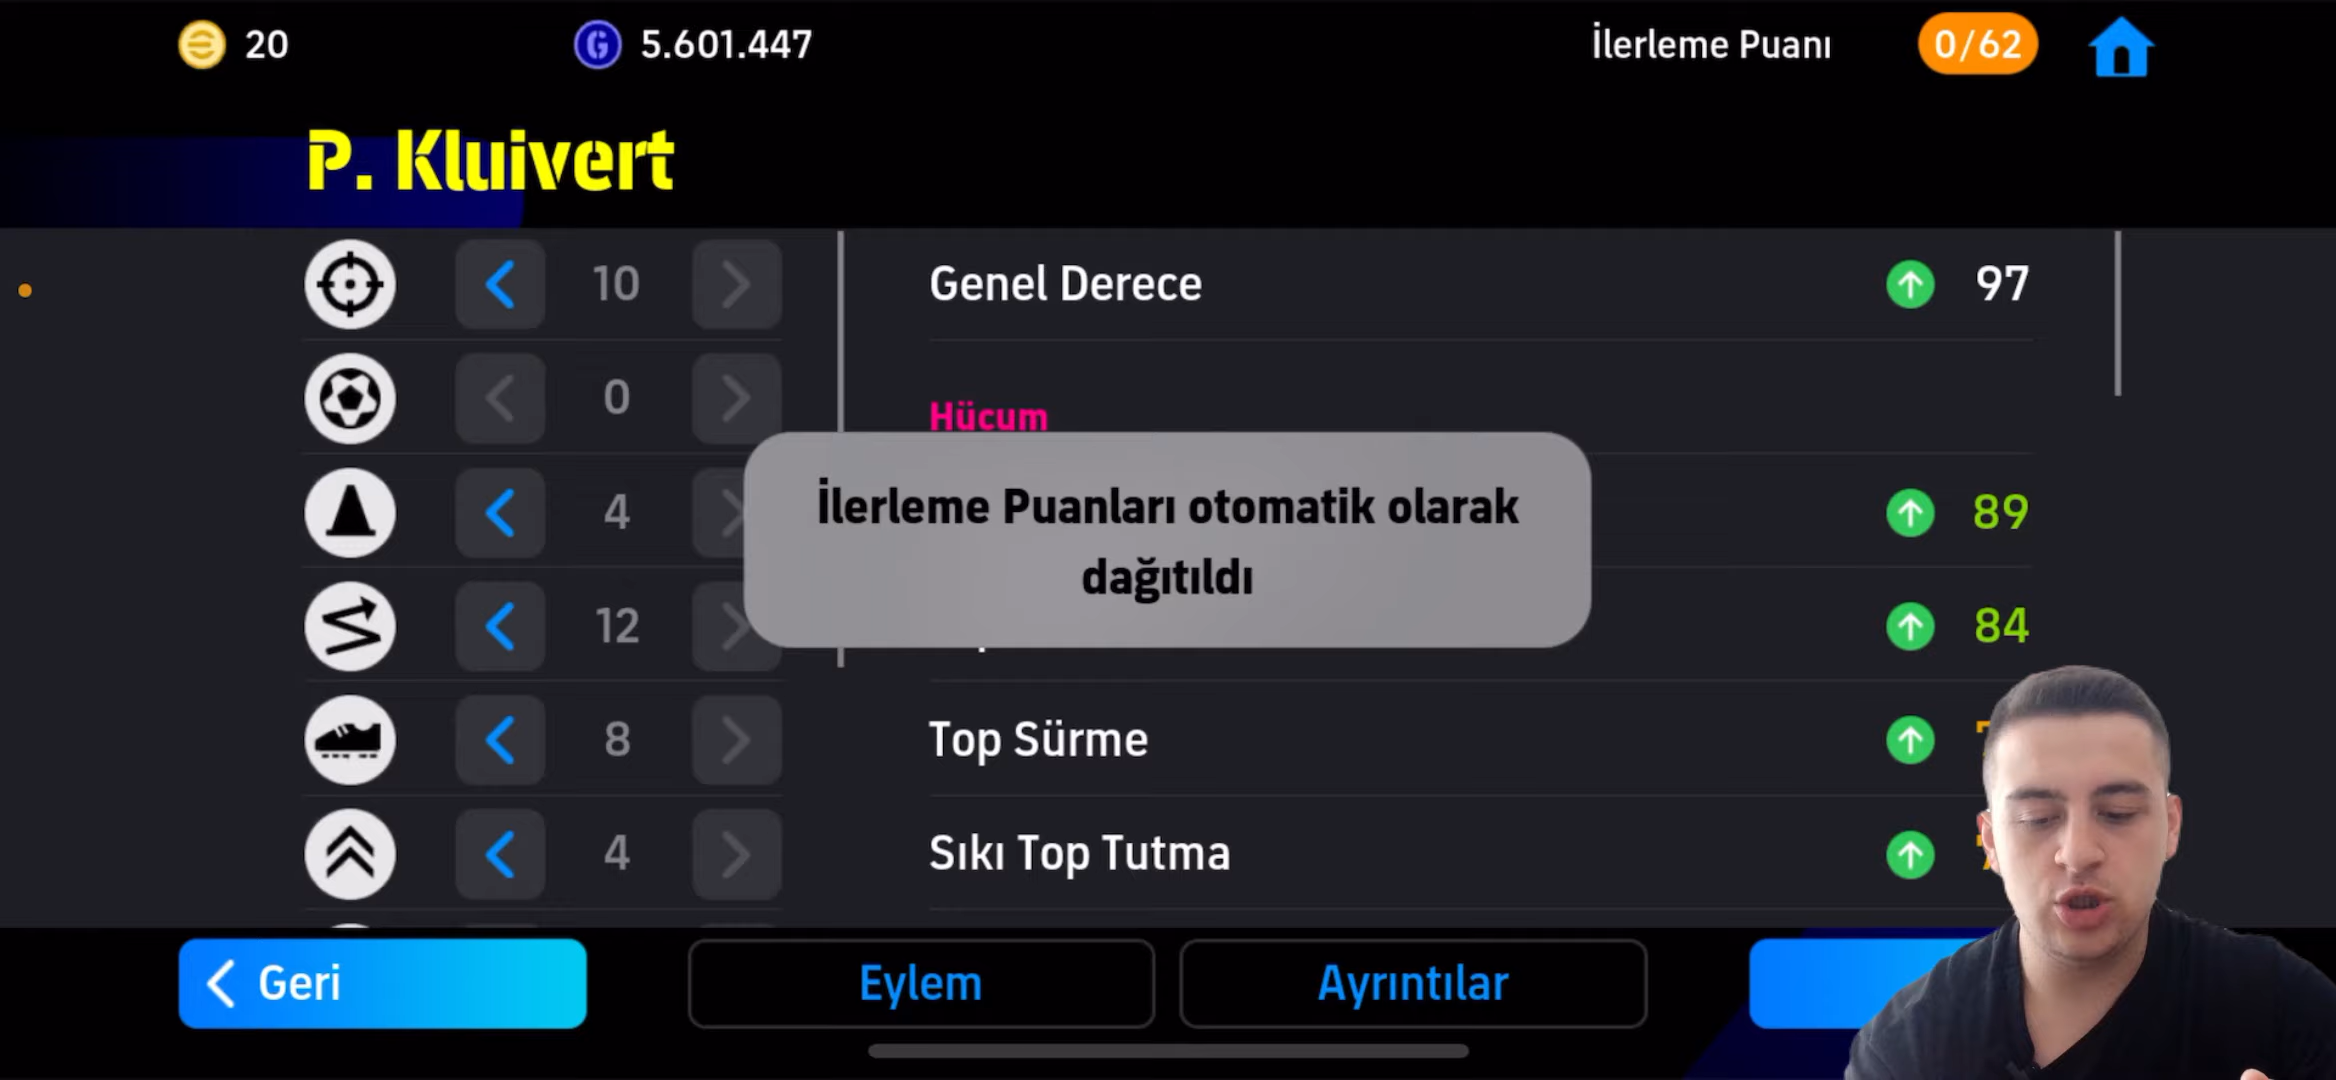 20
5.601.447
İlerleme Puanı
0/62
P. Kluivert
10
Genel Derece
97
0
Hücum
4
89
İlerleme Puanları otomatik olarak
dağıtıldı
12
84
8
Top Sürme
4
Sıkı Top Tutma
Geri
Eylem
Ayrıntılar